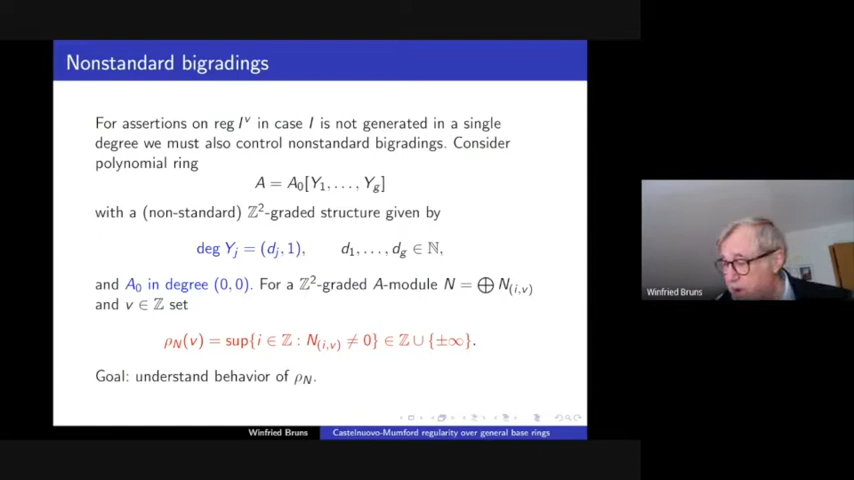 Nonstandard bigradings
For assertions on reg I^v in case I is not generated in a single
degree we must also control nonstandard bigradings. Consider
polynomial ring
A = A_0[Y_1, . . . , Y_g]
with a (non-standard) ℤ²-graded structure given by
deg Y_j = (d_j, 1), d_1, . . . , d_g ∈ ℕ,
and A_0 in degree (0, 0). For a ℤ²-graded A-module N = ⊕ N_(i,v)
and v ∈ ℤ set
ρ_N(v) = sup{i ∈ ℤ : N_(i,v) ≠ 0} ∈ ℤ ∪ {±∞}.
Goal: understand behavior of ρ_N.
Winfried Bruns
Castelnuovo-Mumford regularity over general base rings
Winfried Bruns